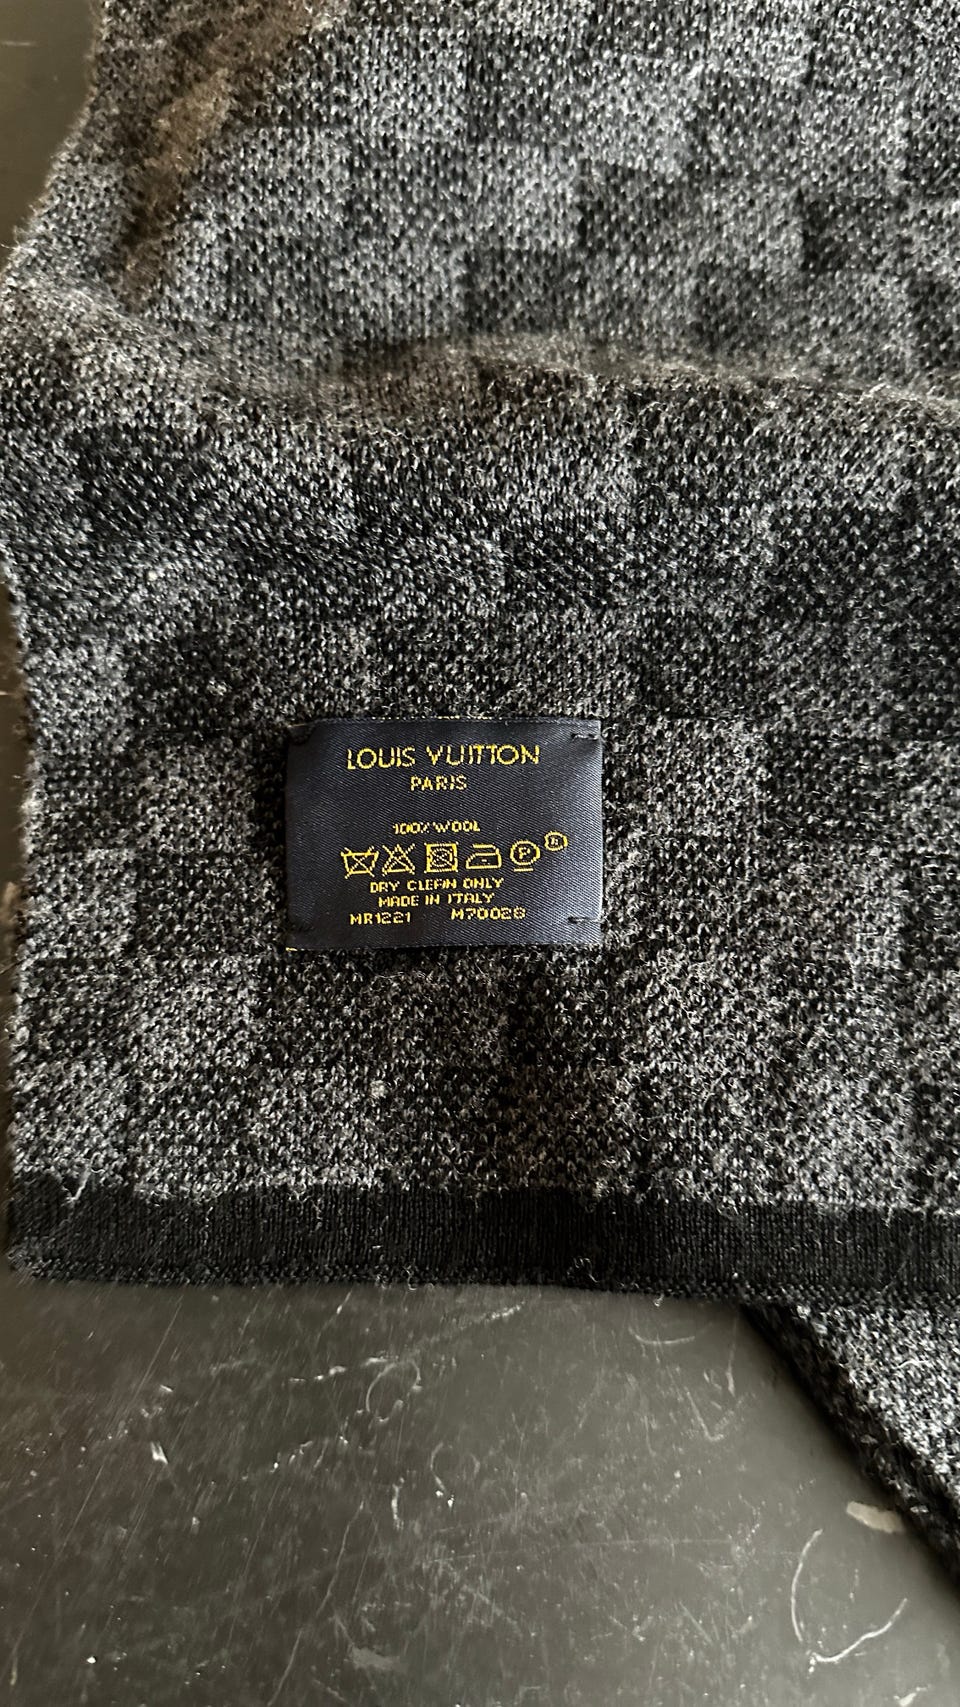 LOUIS VUITTON
PARIS
100% WOOL
P R
DRY CLEAN ONLY
MADE IN ITALY
MR1221 M70028